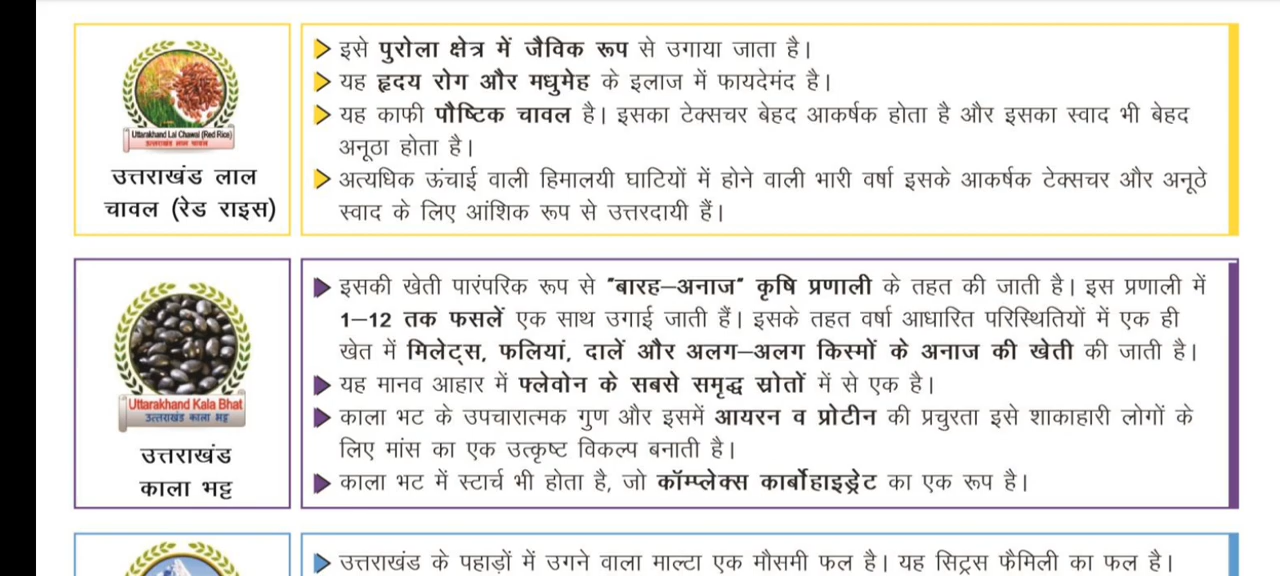 Uttarakhand Lal Chawal (Red Rice)
उत्तराखंड लाल चावल
उत्तराखंड लाल
चावल (रेड राइस)
इसे पुरोला क्षेत्र में जैविक रूप से उगाया जाता है।
यह हृदय रोग और मधुमेह के इलाज में फायदेमंद है।
यह काफी पौष्टिक चावल है। इसका टेक्सचर बेहद आकर्षक होता है और इसका स्वाद भी बेहद
अनूठा होता है।
अत्यधिक ऊंचाई वाली हिमालयी घाटियों में होने वाली भारी वर्षा इसके आकर्षक टेक्सचर और अनूठे
स्वाद के लिए आंशिक रूप से उत्तरदायी हैं।
Uttarakhand Kala Bhat
उत्तराखंड काला भट्ट
उत्तराखंड
काला भट्ट
इसकी खेती पारंपरिक रूप से "बारह–अनाज" कृषि प्रणाली के तहत की जाती है। इस प्रणाली में
1–12 तक फसलें एक साथ उगाई जाती हैं। इसके तहत वर्षा आधारित परिस्थितियों में एक ही
खेत में मिलेट्स, फलियां, दालें और अलग–अलग किस्मों के अनाज की खेती की जाती है।
यह मानव आहार में फ्लेवोन के सबसे समृद्ध स्रोतों में से एक है।
काला भट के उपचारात्मक गुण और इसमें आयरन व प्रोटीन की प्रचुरता इसे शाकाहारी लोगों के
लिए मांस का एक उत्कृष्ट विकल्प बनाती है।
काला भट में स्टार्च भी होता है, जो कॉम्प्लेक्स कार्बोहाइड्रेट का एक रूप है।
उत्तराखंड के पहाड़ों में उगने वाला माल्टा एक मौसमी फल है। यह सिट्रस फैमिली का फल है।